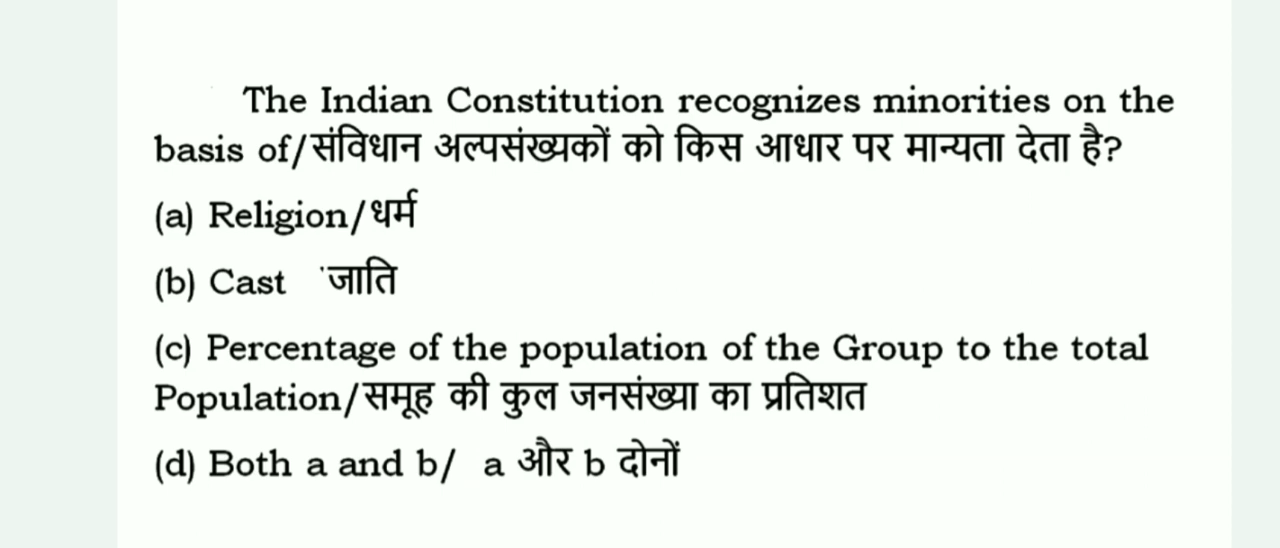 The Indian Constitution recognizes minorities on the
basis of/संविधान अल्पसंख्यकों को किस आधार पर मान्यता देता है?
(a) Religion/धर्म
(b) Cast जाति
(c) Percentage of the population of the Group to the total
Population/समूह की कुल जनसंख्या का प्रतिशत
(d) Both a and b/ a और b दोनों